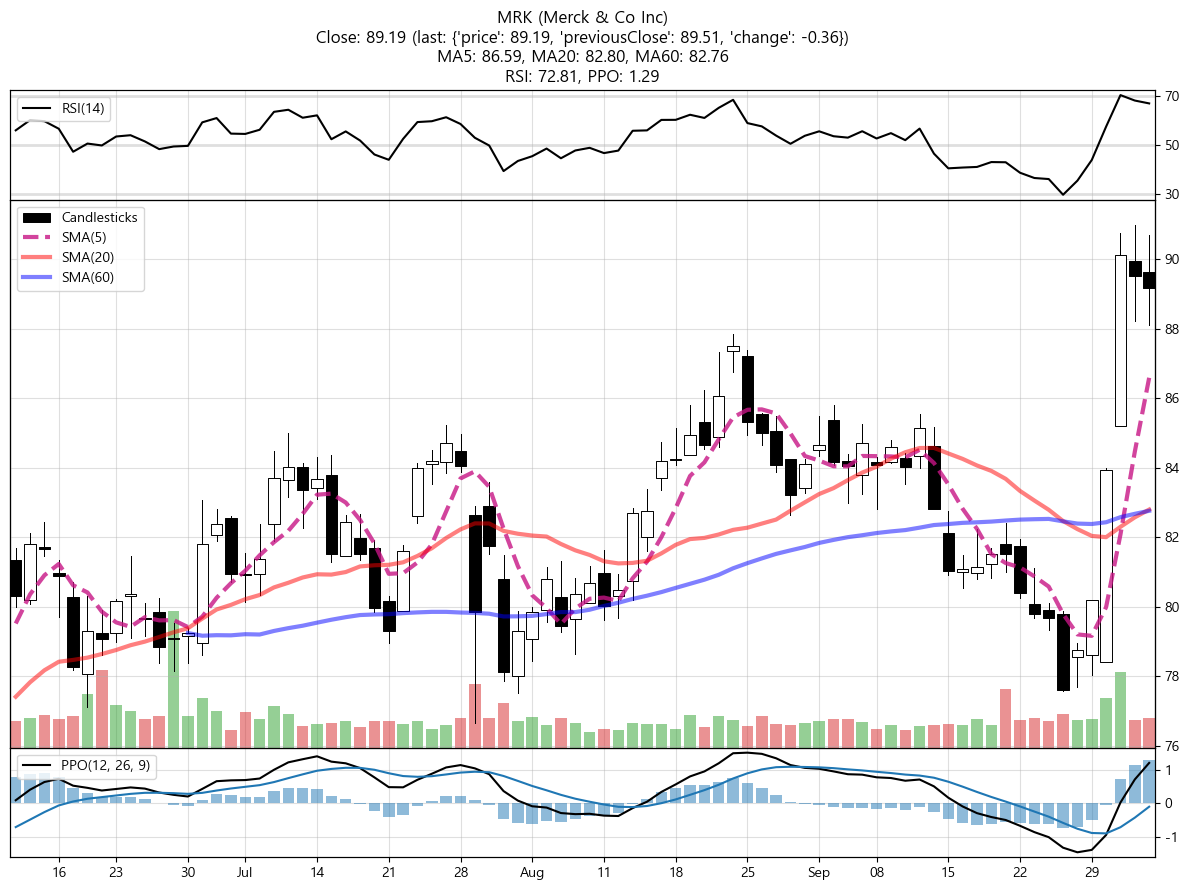 MRK (Merck & Co Inc)
Close: 89.19 (last: {'price': 89.19, 'previousClose': 89.51, 'change': -0.36})
MA5: 86.59, MA20: 82.80, MA60: 82.76
RSI: 72.81, PPO: 1.29
RSI(14)
70
50
30
Candlesticks
SMA(5)
SMA(20)
SMA(60)
90
88
86
84
82
80
78
76
PPO(12, 26, 9)
1
0
-1
16 23 30 Jul 14 21 28 Aug 11 18 25 Sep 08 15 22 29